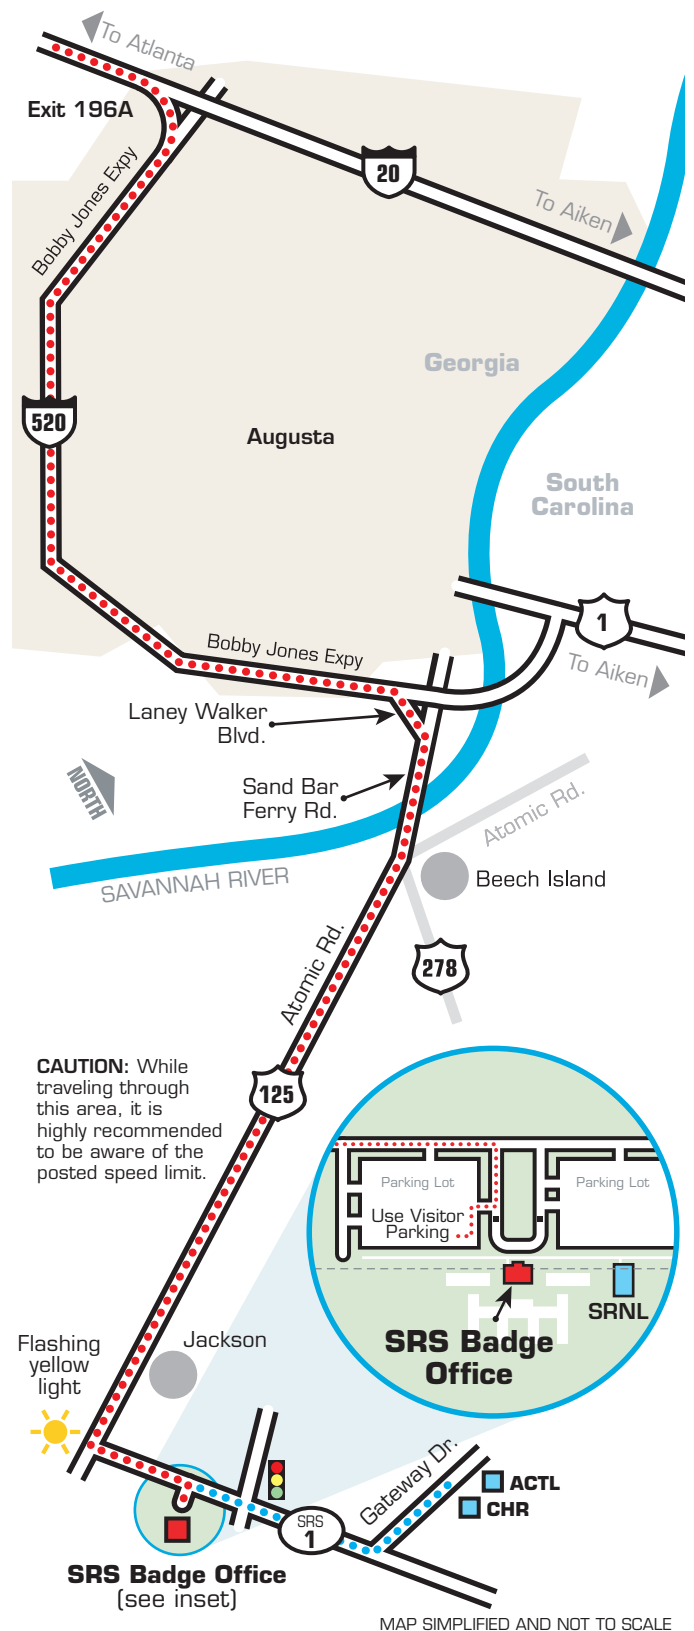 To Atlanta
Exit 196A
20
Bobby Jones Expy
To Aiken
Georgia
520
Augusta
South
Carolina
1
Bobby Jones Expy
To Aiken
Laney Walker
Blvd.
NORTH
Sand Bar
Ferry Rd.
Atomic Rd.
SAVANNAH RIVER
Beech Island
Atomic Rd.
278
CAUTION: While
traveling through
this area, it is
highly recommended
to be aware of the
posted speed limit.
125
Parking Lot
Parking Lot
Use Visitor
Parking
SRNL
SRS Badge
Office
Jackson
Flashing
yellow
light
Gateway Dr.
ACTL
CHR
SRS
1
SRS Badge Office
(see inset)
MAP SIMPLIFIED AND NOT TO SCALE